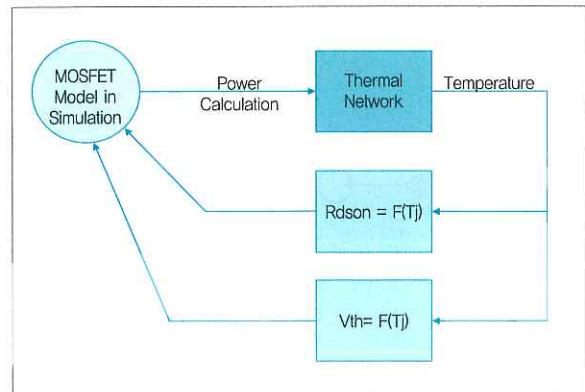 MOSFET
Model in
Simulation
Power
Calculation
Thermal
Network
Temperature
Rdson = F(Tj)
Vth= F(Tj)